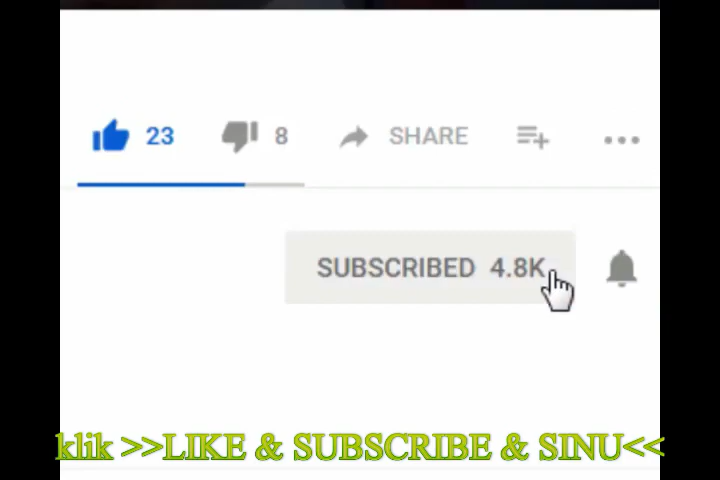 23 8 SHARE
SUBSCRIBED 4.8K
klik >>LIKE & SUBSCRIBE & SINU<<